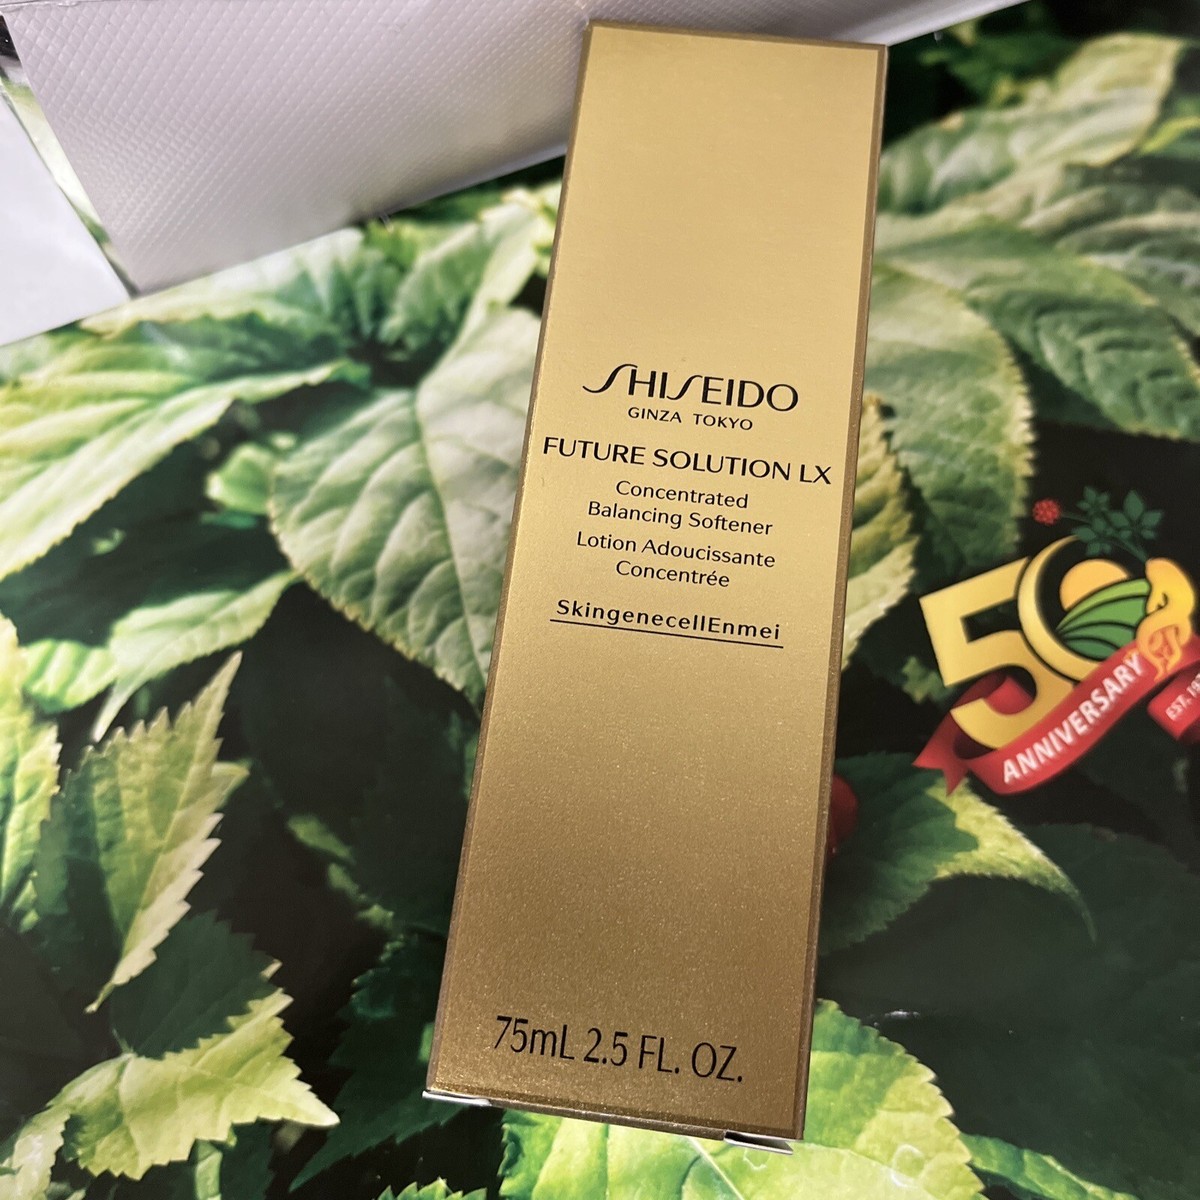 SHISEIDO
GINZA TOKYO
FUTURE SOLUTION LX
Concentrated
Balancing Softener
Lotion Adoucissante
Concentrée
SkingenecellEnmei
75mL 2.5 FL. OZ.
50
ANNIVERSARY
EST.